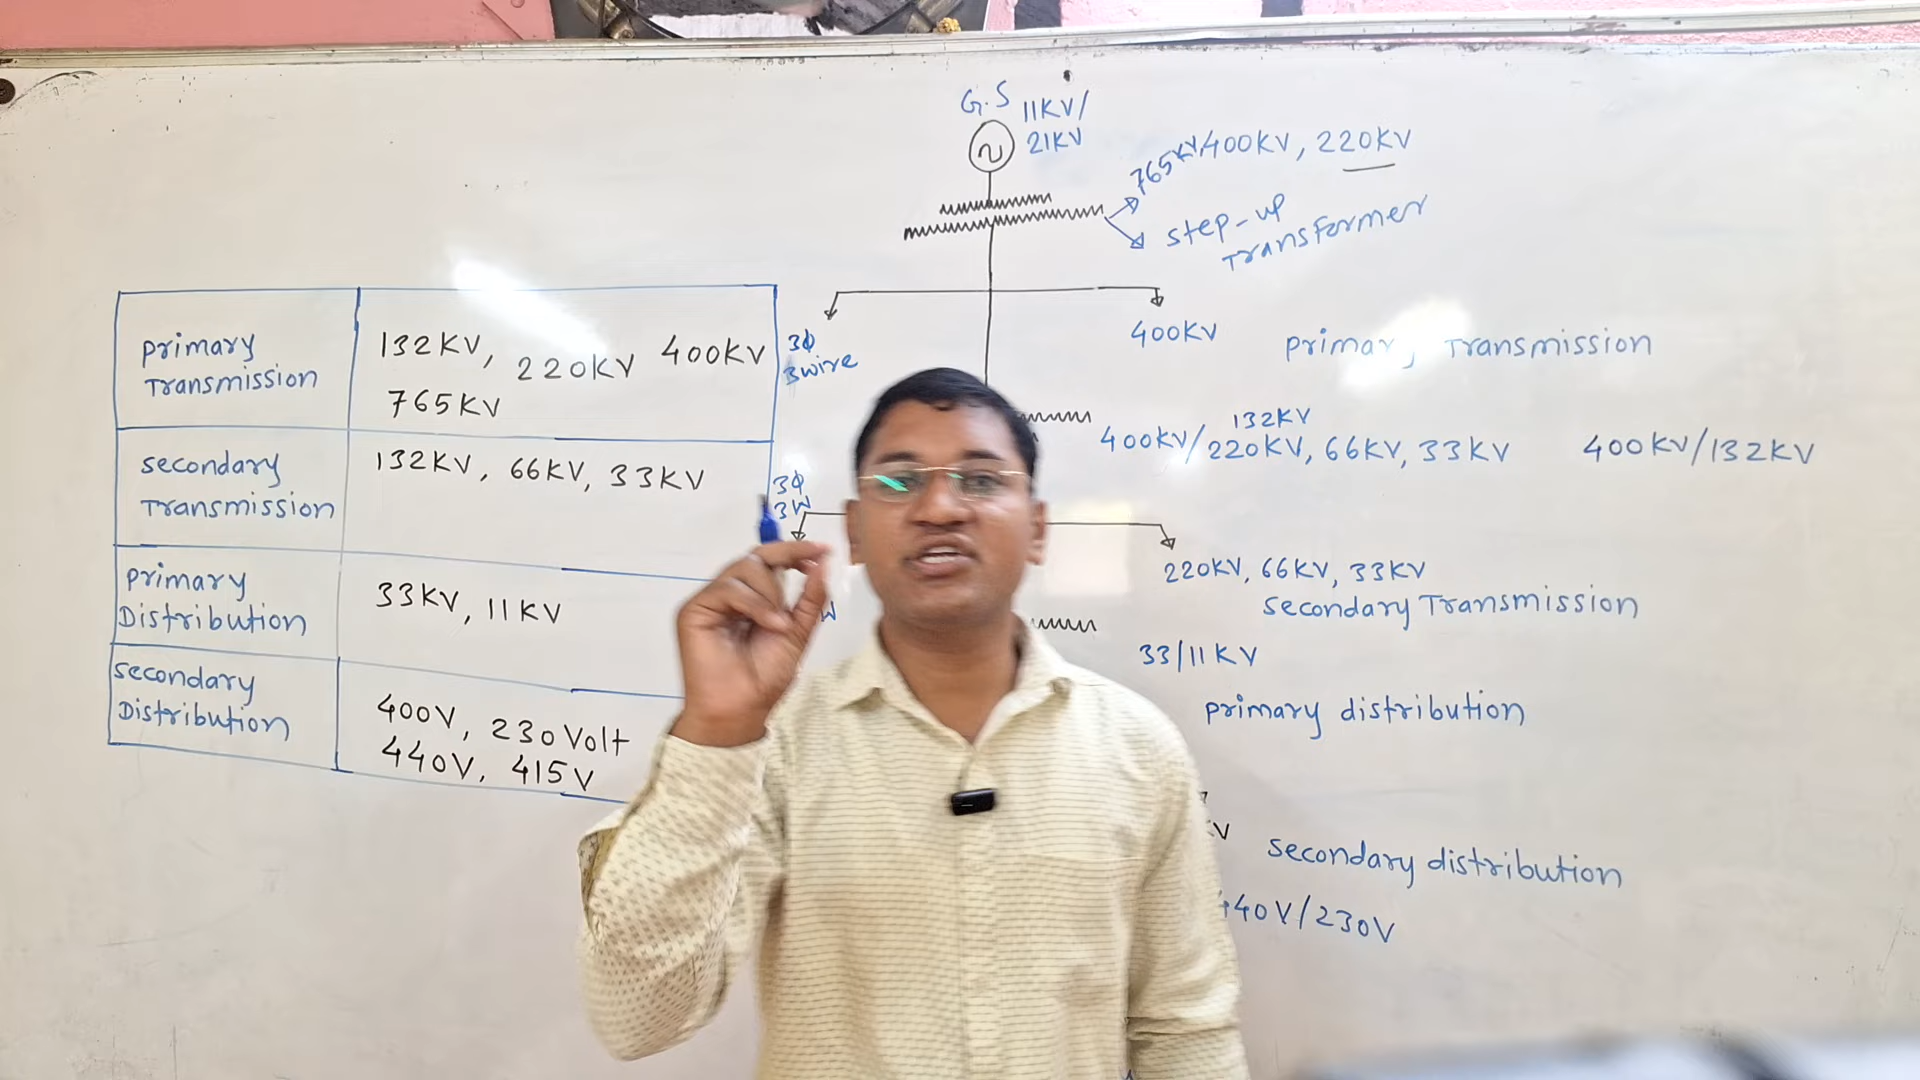 G.S 11KV/
21KV
765KV/400KV, 220KV
step-up
Transformer
primary
Transmission
132KV, 220KV 400KV
765KV
3Φ
3wire
secondary
Transmission
132KV, 66KV, 33KV
3Φ
3W
primary
Distribution
33KV, 11KV
W
secondary
Distribution
400V, 230Volt
440V, 415V
400KV
primary Transmission
132KV
400KV/220KV, 66KV, 33KV
400KV/132KV
220KV, 66KV, 33KV
secondary Transmission
33/11KV
primary distribution
secondary distribution
440V/230V